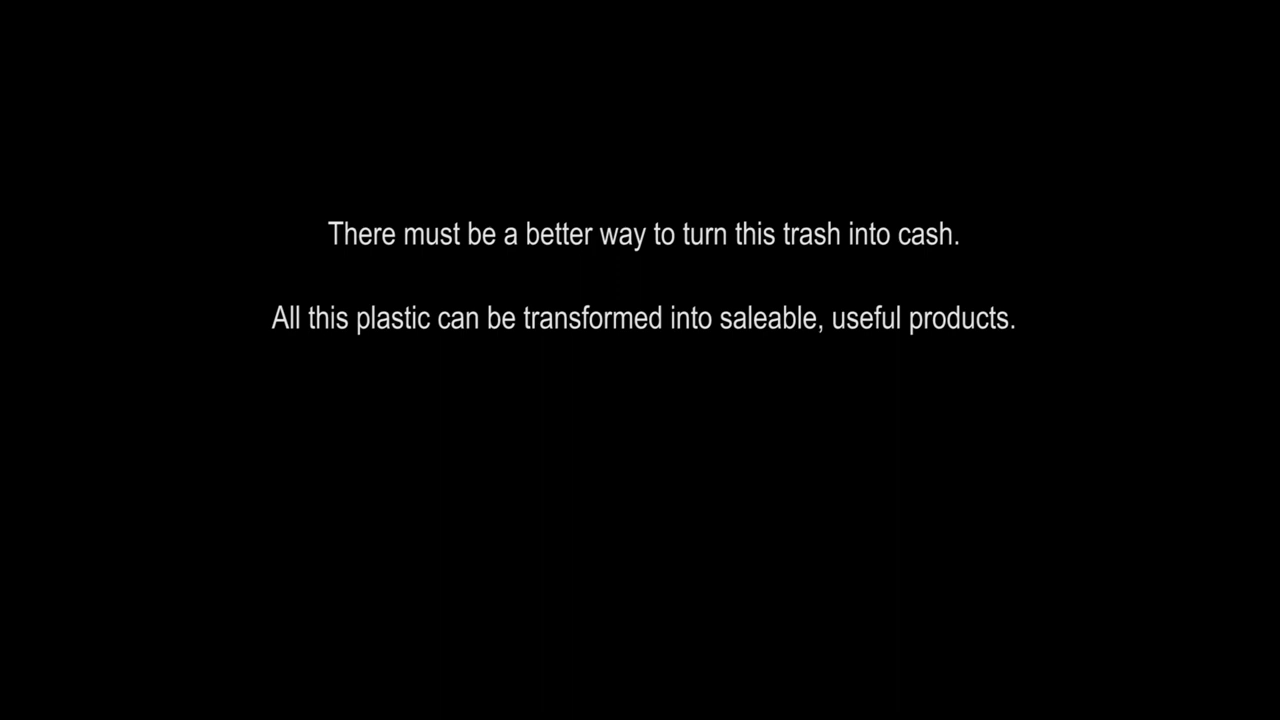 There must be a better way to turn this trash into cash.
All this plastic can be transformed into saleable, useful products.